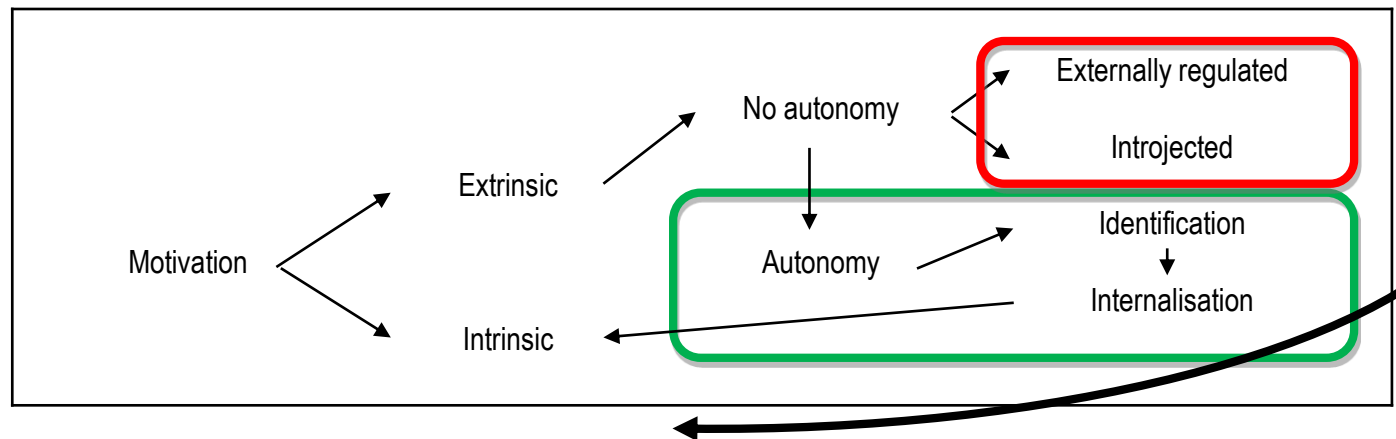 Externally regulated
No autonomy
Introjected
Extrinsic
Identification
Motivation
Autonomy
Internalisation
Intrinsic